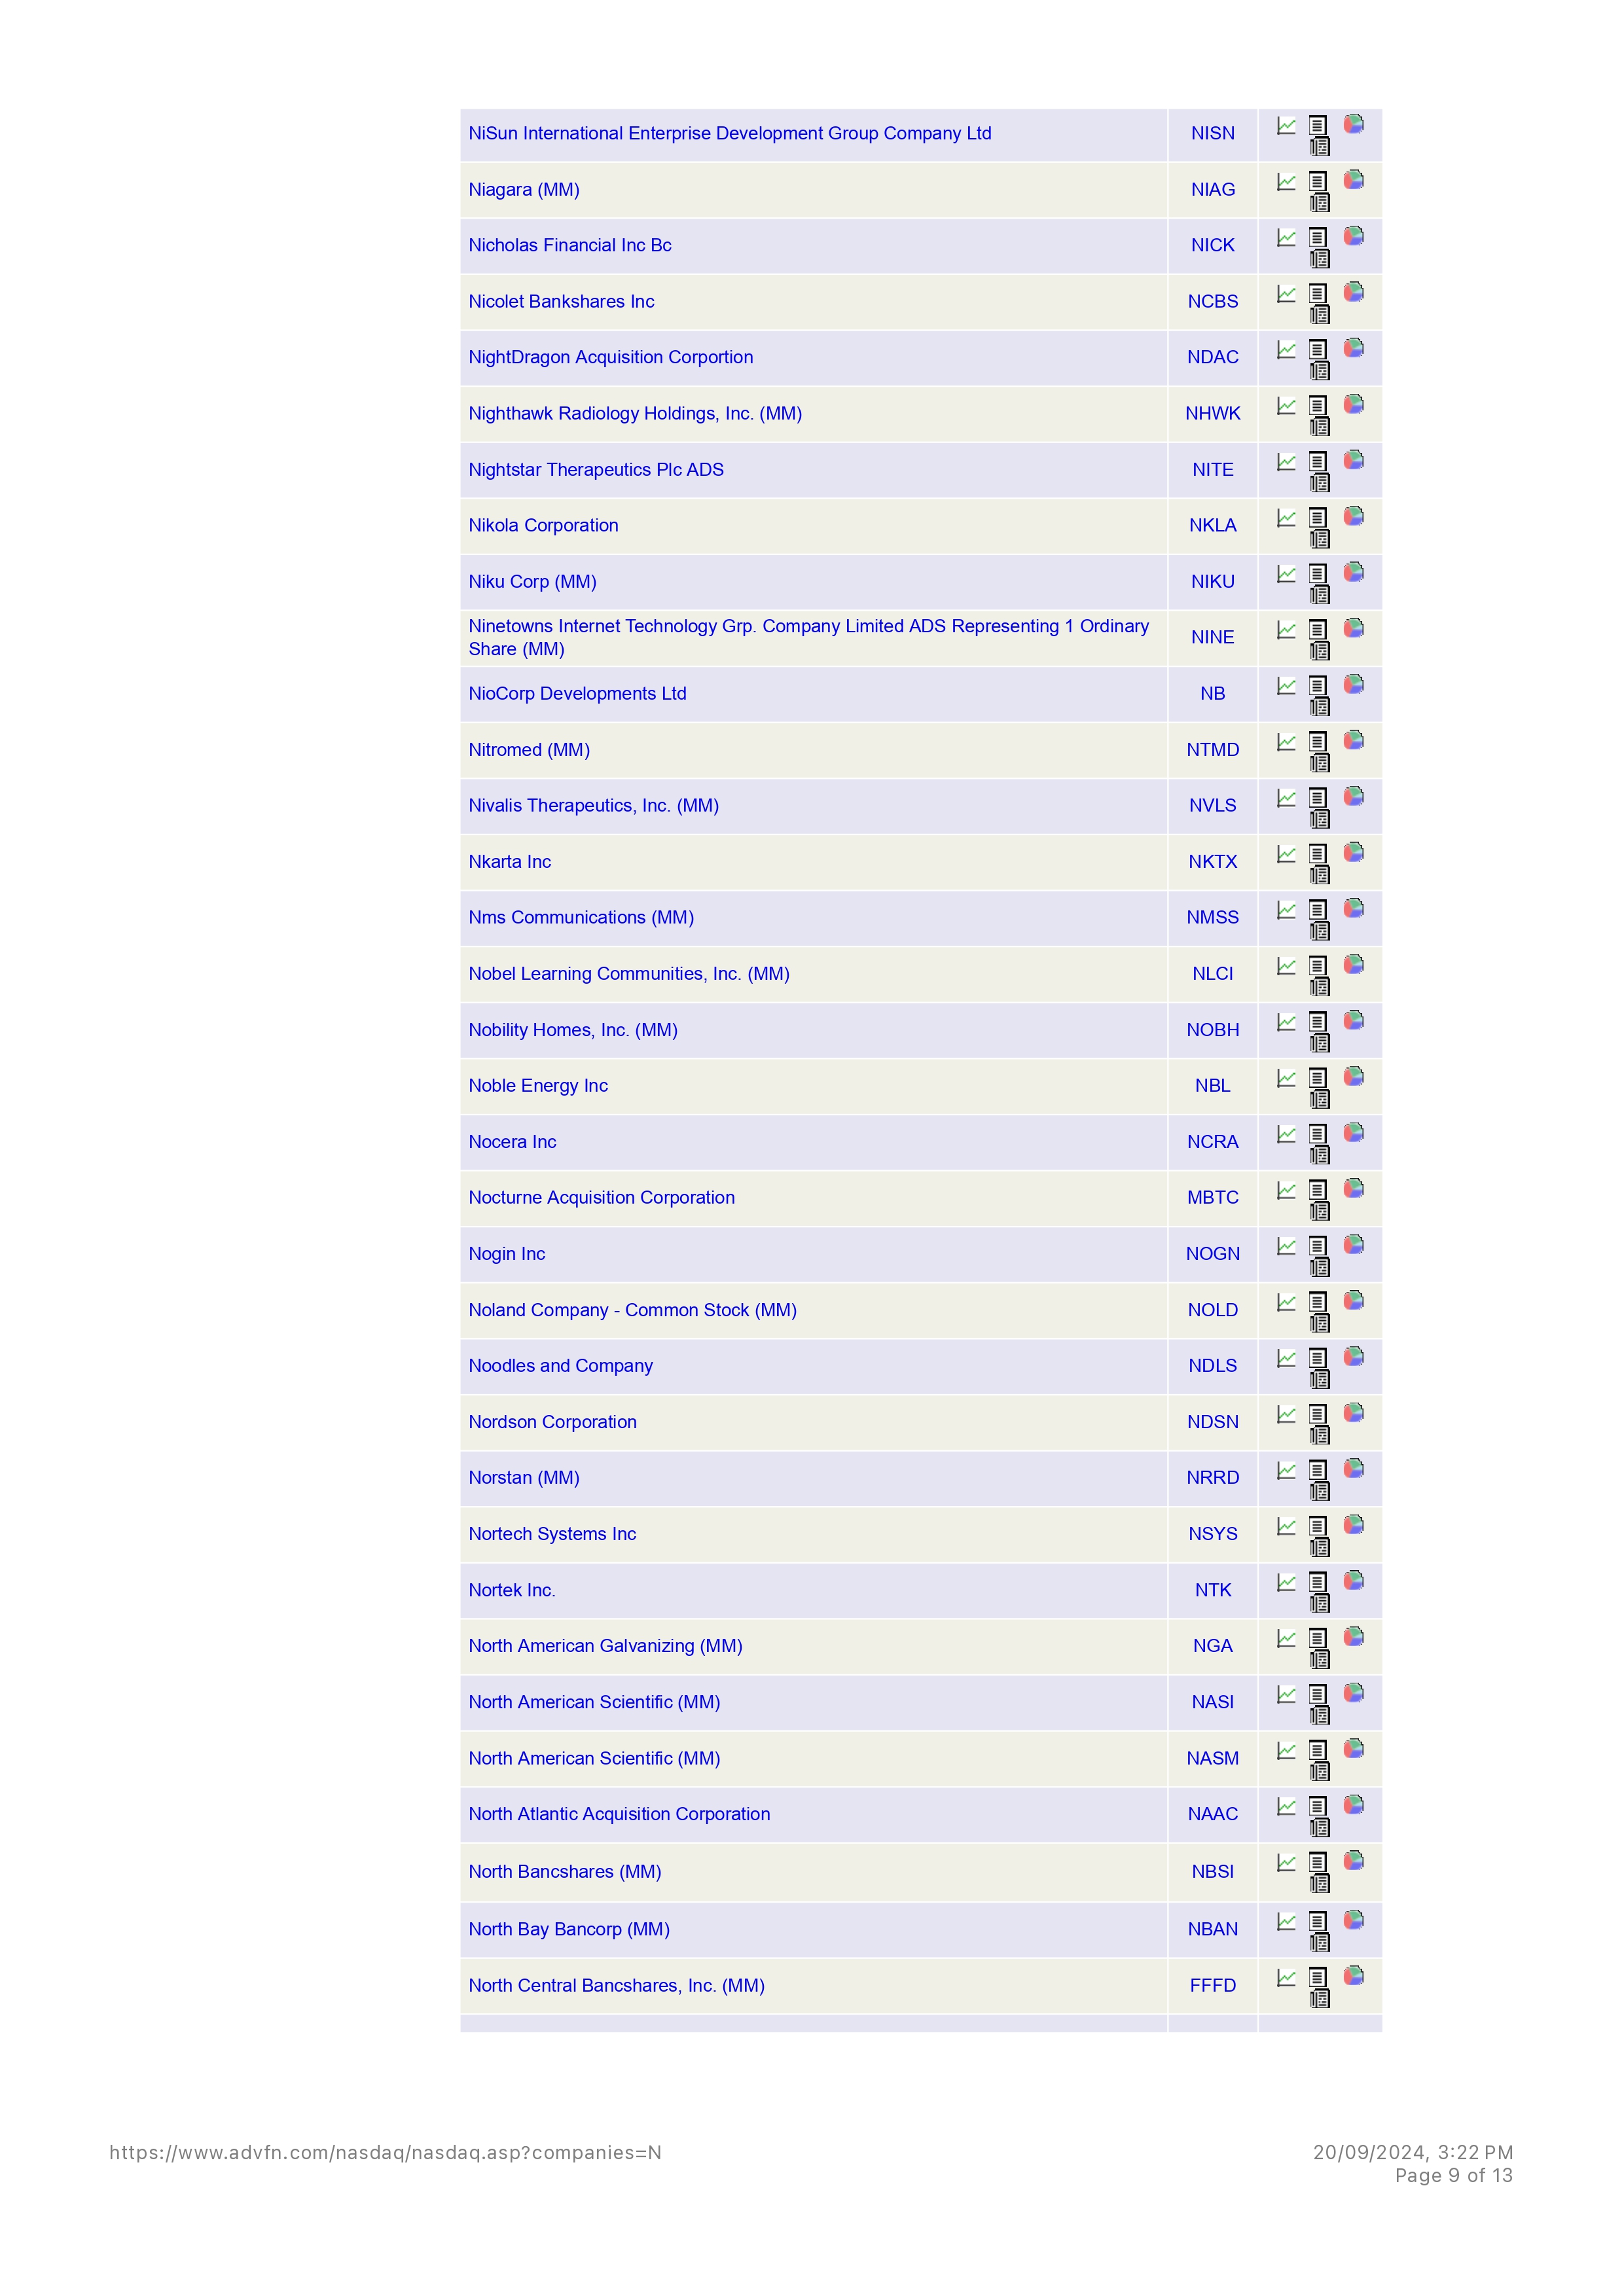 NiSun International Enterprise Development Group Company Ltd NISN
Niagara (MM) NIAG
Nicholas Financial Inc Bc NICK
Nicolet Bankshares Inc NCBS
NightDragon Acquisition Corportion NDAC
Nighthawk Radiology Holdings, Inc. (MM) NHWK
Nightstar Therapeutics Plc ADS NITE
Nikola Corporation NKLA
Niku Corp (MM) NIKU
Ninetowns Internet Technology Grp. Company Limited ADS Representing 1 Ordinary
Share (MM) NINE
NioCorp Developments Ltd NB
Nitromed (MM) NTMD
Nivalis Therapeutics, Inc. (MM) NVLS
Nkarta Inc NKTX
Nms Communications (MM) NMSS
Nobel Learning Communities, Inc. (MM) NLCI
Nobility Homes, Inc. (MM) NOBH
Noble Energy Inc NBL
Nocera Inc NCRA
Nocturne Acquisition Corporation MBTC
Nogin Inc NOGN
Noland Company - Common Stock (MM) NOLD
Noodles and Company NDLS
Nordson Corporation NDSN
Norstan (MM) NRRD
Nortech Systems Inc NSYS
Nortek Inc. NTK
North American Galvanizing (MM) NGA
North American Scientific (MM) NASI
North American Scientific (MM) NASM
North Atlantic Acquisition Corporation NAAC
North Bancshares (MM) NBSI
North Bay Bancorp (MM) NBAN
North Central Bancshares, Inc. (MM) FFFD
https://www.advfn.com/nasdaq/nasdaq.asp?companies=N 20/09/2024, 3:22 PM
Page 9 of 13